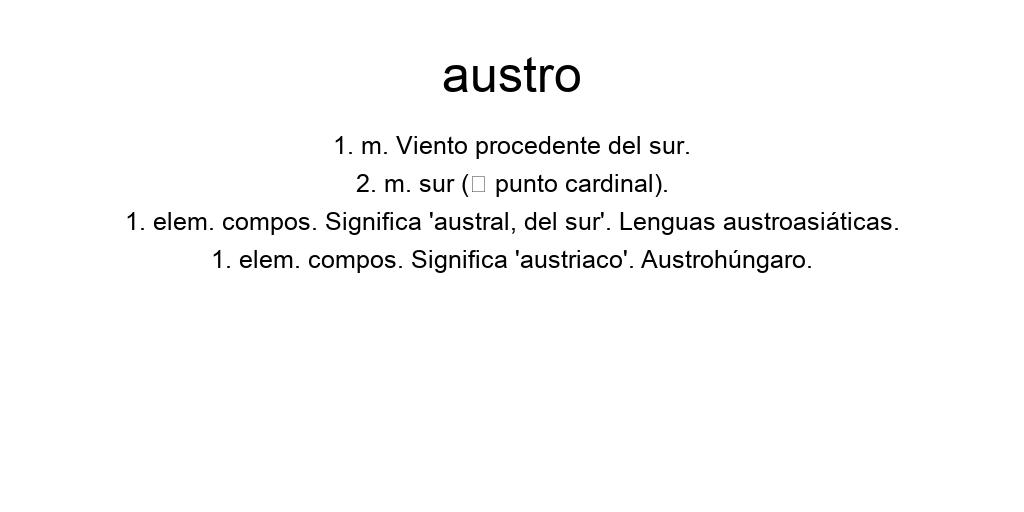 austro
1. m. Viento procedente del sur.
2. m. sur (▯ punto cardinal).
1. elem. compos. Significa 'austral, del sur'. Lenguas austroasiáticas.
1. elem. compos. Significa 'austriaco'. Austrohúngaro.